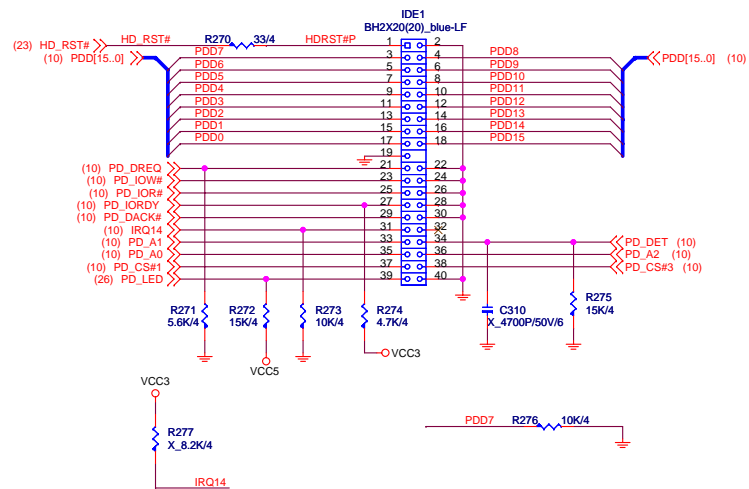 IDE1
BH2X20(20)_blue-LF
(23) HD_RST# HD_RST# R270 33/4 HDRST#P 1 2
(10) PDD[15..0] PDD7 3 4 PDD8 PDD[15..0] (10)
PDD6 5 6 PDD9
PDD5 7 8 PDD10
PDD4 9 10 PDD11
PDD3 11 12 PDD12
PDD2 13 14 PDD13
PDD1 15 16 PDD14
PDD0 17 18 PDD15
19
(10) PD_DREQ 21 22
(10) PD_IOW# 23 24
(10) PD_IOR# 25 26
(10) PD_IORDY 27 28
(10) PD_DACK# 29 30
(10) IRQ14 31 32
(10) PD_A1 33 34 PD_DET (10)
(10) PD_A0 35 36 PD_A2 (10)
(10) PD_CS#1 37 38 PD_CS#3 (10)
(26) PD_LED 39 40
R271 R272 R273 R274 C310 R275
5.6K/4 15K/4 10K/4 4.7K/4 X_4700P/50V/6 15K/4
VCC5 VCC3
VCC3
R277
X_8.2K/4
IRQ14
PDD7 R276 10K/4